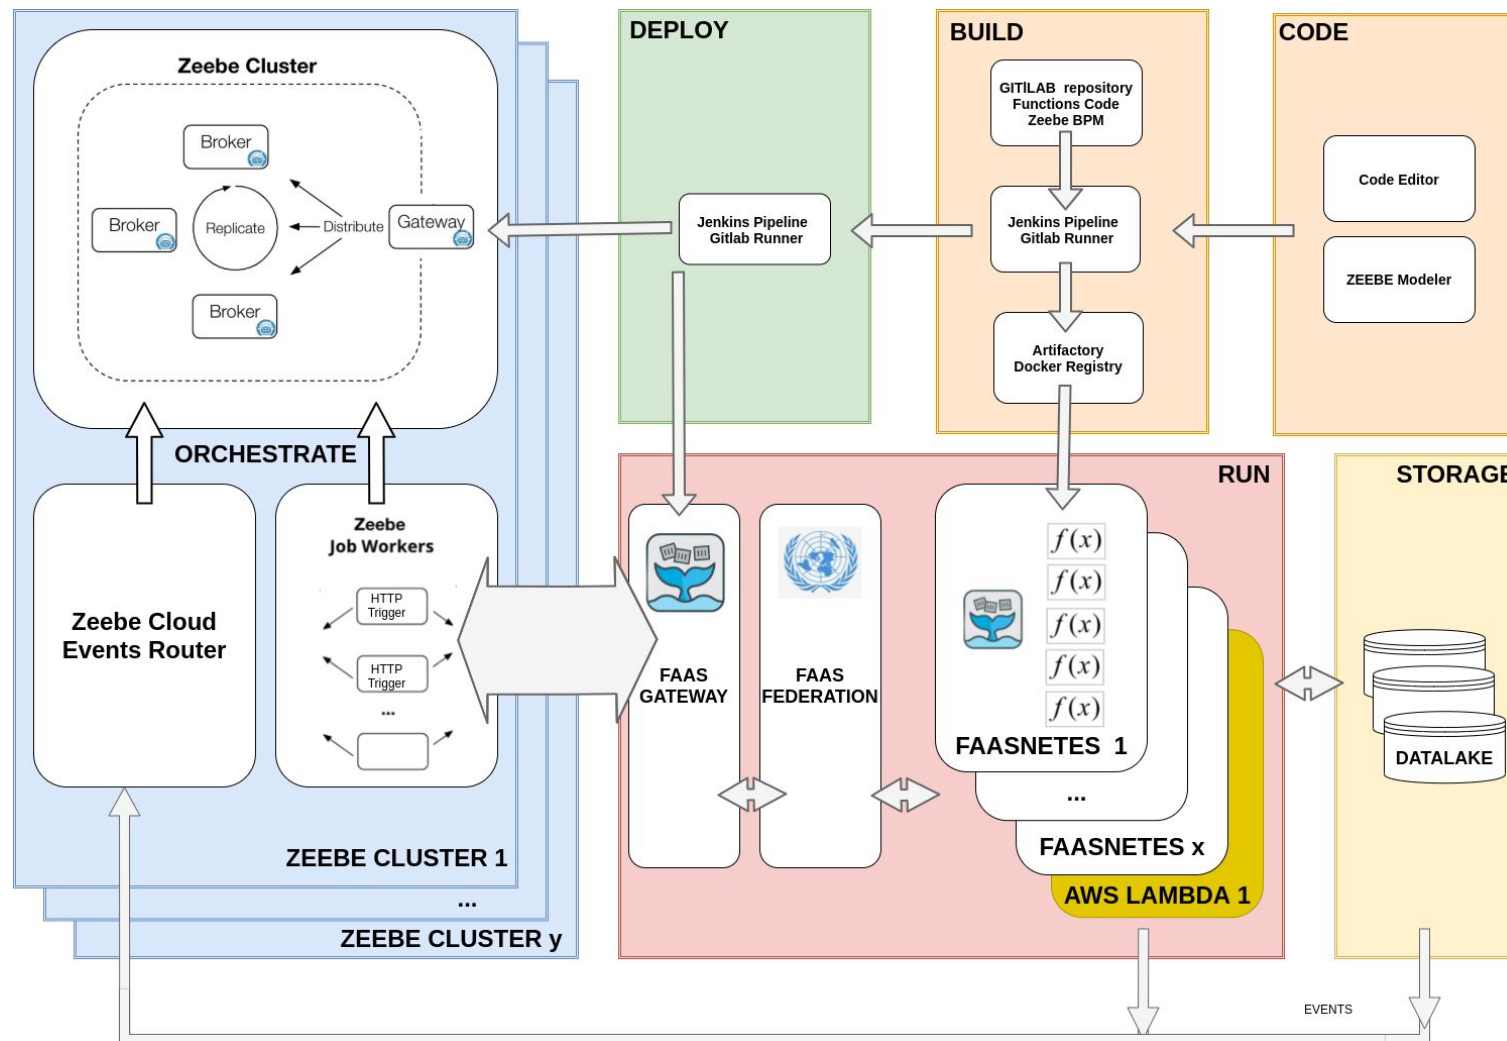 Zeebe Cluster
Broker
Broker
Replicate
Distribute
Gateway
Broker
ORCHESTRATE
Zeebe Cloud
Events Router
Zeebe
Job Workers
HTTP
Trigger
HTTP
Trigger
...
ZEEBE CLUSTER 1
...
ZEEBE CLUSTER y
DEPLOY
Jenkins Pipeline
Gitlab Runner
BUILD
GITlLAB repository
Functions Code
Zeebe BPM
Jenkins Pipeline
Gitlab Runner
Artifactory
Docker Registry
CODE
Code Editor
ZEEBE Modeler
RUN
FAAS
GATEWAY
FAAS
FEDERATION
f(x)
f(x)
f(x)
f(x)
f(x)
FAASNETES 1
...
FAASNETES x
AWS LAMBDA 1
STORAGE
DATALAKE
EVENTS